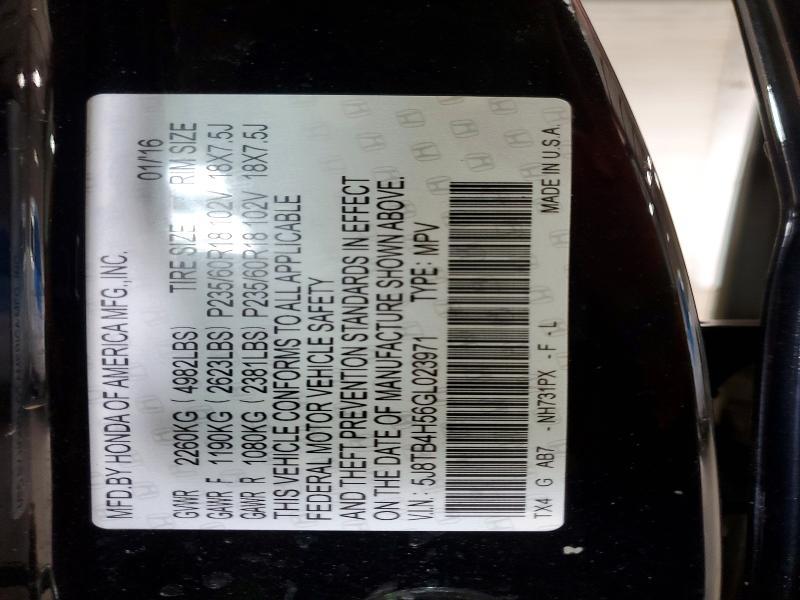 MFD.BY HONDA OF AMERICA MFG.,INC. 01/16
GVWR 2260KG ( 4982LBS) TIRE SIZE RIM SIZE
GAWR F 1190KG ( 2623LBS) P235/60R18 102V 18X7.5J
GAWR R 1080KG ( 2381LBS) P235/60R18 102V 18X7.5J
THIS VEHICLE CONFORMS TO ALL APPLICABLE
FEDERAL MOTOR VEHICLE SAFETY
AND THEFT PREVENTION STANDARDS IN EFFECT
ON THE DATE OF MANUFACTURE SHOWN ABOVE.
V.I.N.: 5J8TB4H56GL023971 TYPE: MPV
TX4 G AB7 - NH731PX - F - L MADE IN U.S.A.